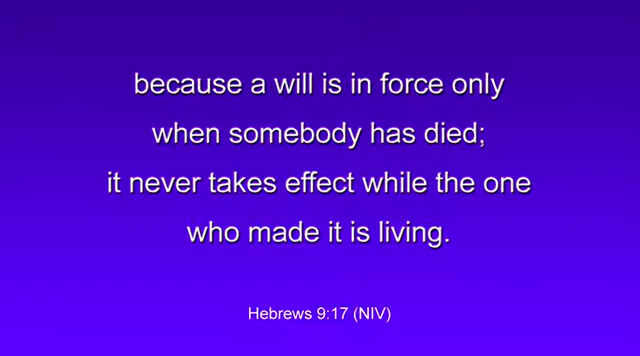 because a will is in force only
when somebody has died;
it never takes effect while the one
who made it is living.
Hebrews 9:17 (NIV)